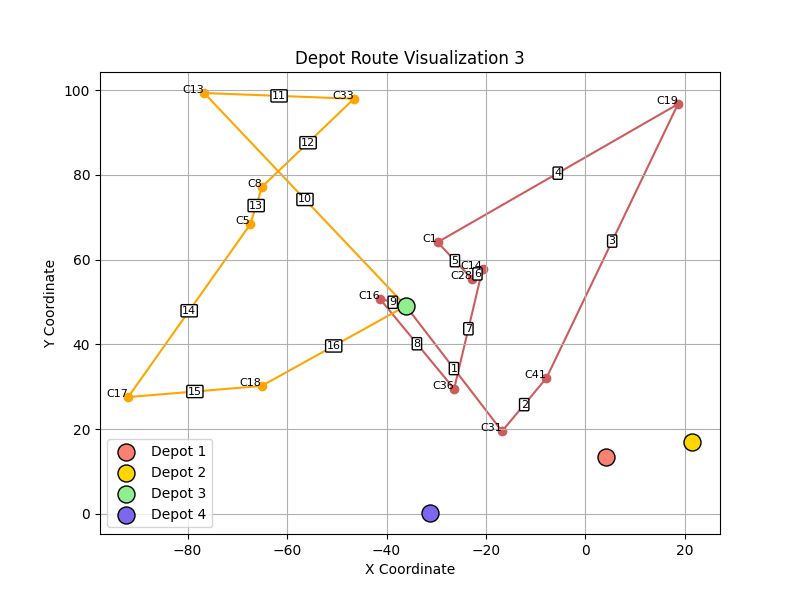 Depot Route Visualization 3
Y Coordinate
100
80
60
40
20
0
C13
11
C33
C19
12
C8
4
13
10
C5
C1
3
5
C14
6
C28
C16
9
14
7
8
16
1
C41
C36
C18
15
C17
2
C31
Depot 1
Depot 2
Depot 3
Depot 4
−80
−60
−40
−20
0
20
X Coordinate